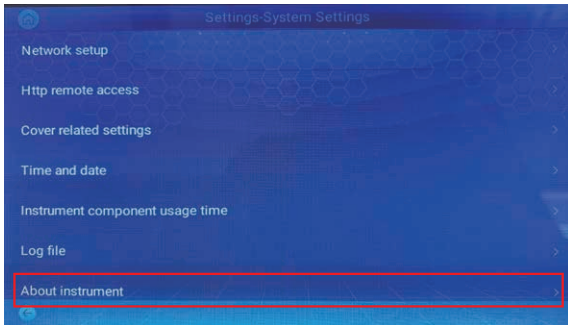 Settings-System Settings
Network setup
Http remote access
Cover related settings
Time and date
Instrument component usage time
Log file
About instrument